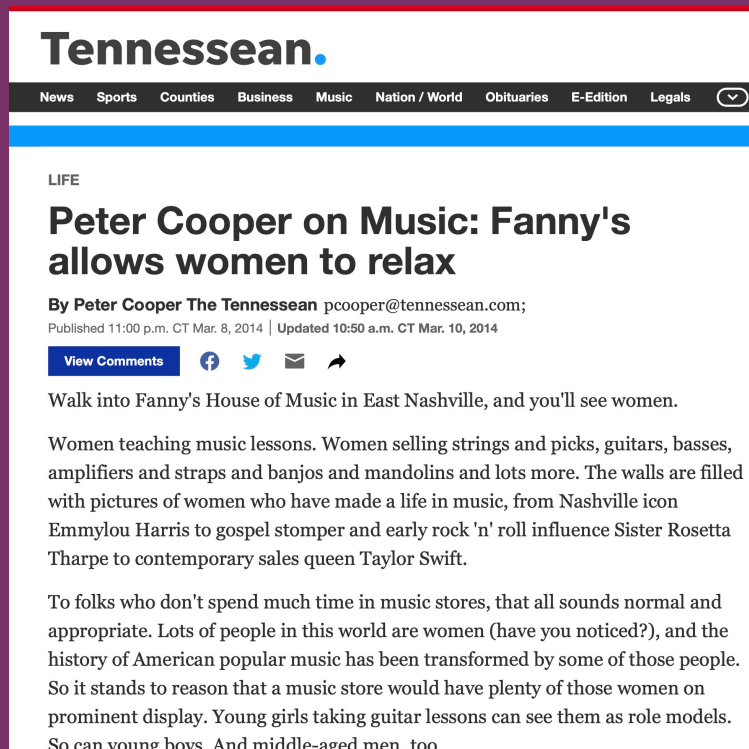 Tennessean.
News Sports Counties Business Music Nation / World Obituaries E-Edition Legals
LIFE
Peter Cooper on Music: Fanny's
allows women to relax
By Peter Cooper The Tennessean pcooper@tennessean.com;
Published 11:00 p.m. CT Mar. 8, 2014 | Updated 10:50 a.m. CT Mar. 10, 2014
View Comments
Walk into Fanny's House of Music in East Nashville, and you'll see women.
Women teaching music lessons. Women selling strings and picks, guitars, basses,
amplifiers and straps and banjos and mandolins and lots more. The walls are filled
with pictures of women who have made a life in music, from Nashville icon
Emmylou Harris to gospel stomper and early rock 'n' roll influence Sister Rosetta
Tharpe to contemporary sales queen Taylor Swift.
To folks who don't spend much time in music stores, that all sounds normal and
appropriate. Lots of people in this world are women (have you noticed?), and the
history of American popular music has been transformed by some of those people.
So it stands to reason that a music store would have plenty of those women on
prominent display. Young girls taking guitar lessons can see them as role models.
So can young boys. And middle-aged men, too.